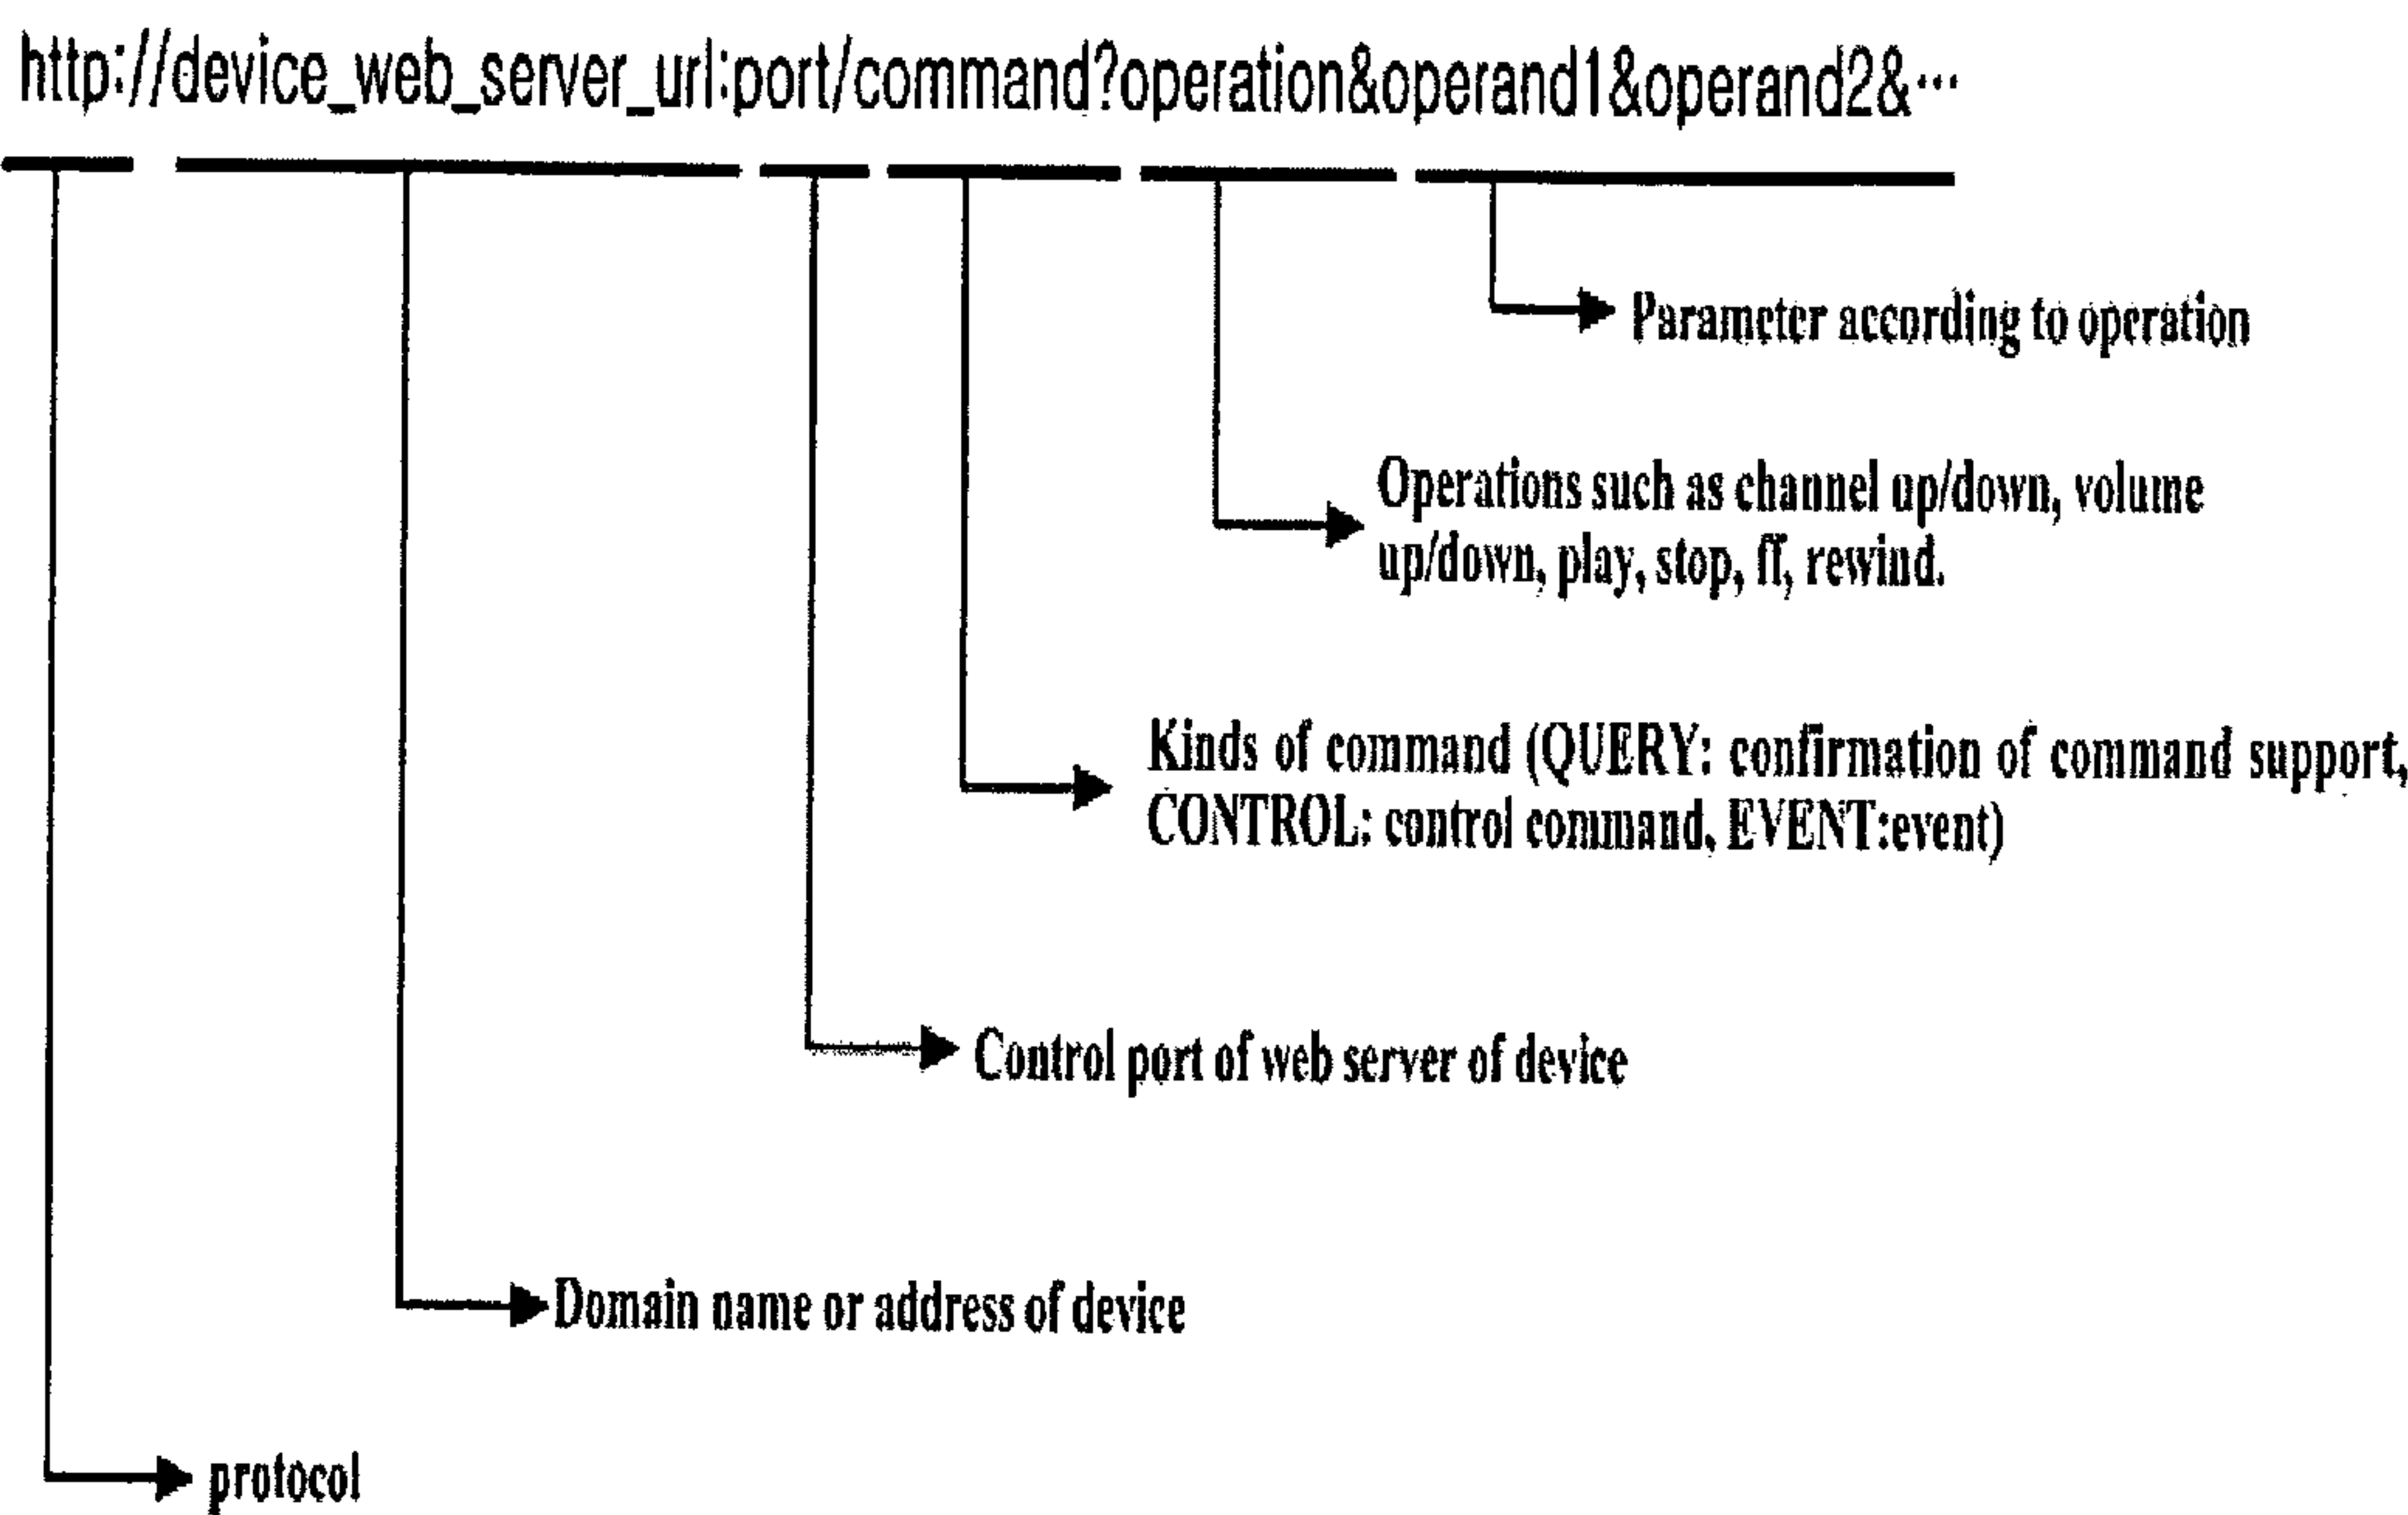 http://device_web_server_url:port/command?operation&operand1&operand2&···
Parameter according to operation
Operations such as channel up/down, volume
up/down, play, stop, ff, rewind.
Kinds of command (QUERY: confirmation of command support,
CONTROL: control command, EVENT:event)
Control port of web server of device
Domain name or address of device
protocol